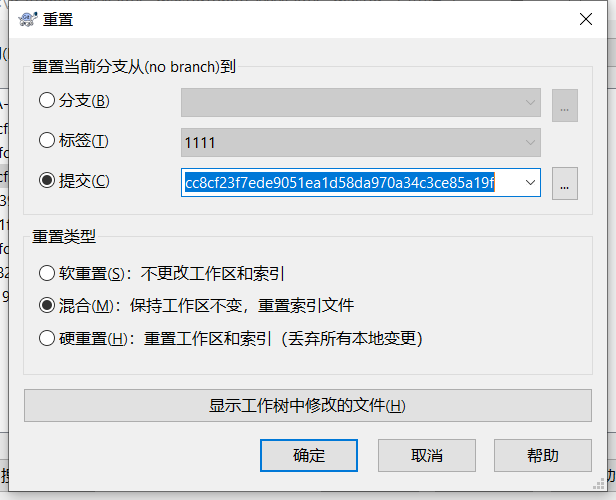 重置
重置当前分支从(no branch)到
分支(B)
...
标签(T)
1111
提交(C)
cc8cf23f7ede9051ea1d58da970a34c3ce85a19f
...
重置类型
软重置(S)：不更改工作区和索引
混合(M)：保持工作区不变，重置索引文件
硬重置(H)：重置工作区和索引（丢弃所有本地变更）
显示工作树中修改的文件(H)
确定
取消
帮助